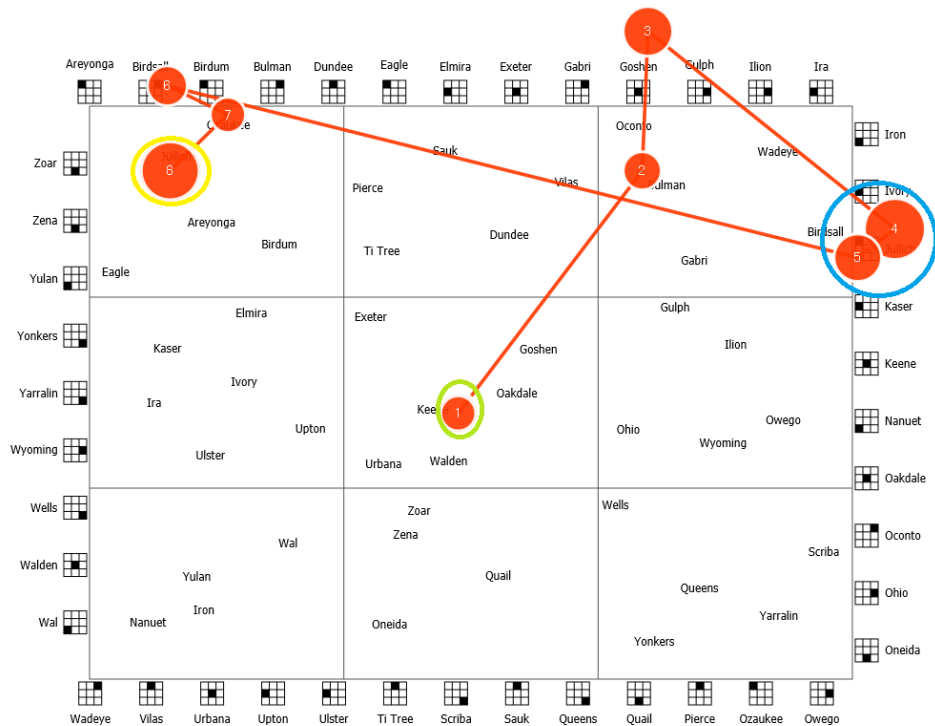 3
Areyonga Birdsall Birdum Bulman Dundee Eagle Elmira Exeter Gabri Goshen Gulph Ilion Ira
6
7
Oconto
Iron
Sauk
Wadeye
Jüllich
Zoar
8
2
Pierce
Vilas
Bulman
Ivory
Zena
Areyonga
Dundee
Birdsall
4
Birdum
Ti Tree
Jüllich
5
Gabri
Yulan
Eagle
Elmira
Exeter
Gulph
Kaser
Yonkers
Kaser
Goshen
Ilion
Keene
Ivory
Yarralin
Ira
Oakdale
1
Owego
Nanuet
Upton
Ohio
Wyoming
Wyoming
Ulster
Urbana
Walden
Oakdale
Wells
Zoar
Wells
Zena
Oconto
Wal
Scriba
Walden
Yulan
Quail
Queens
Ohio
Iron
Yarralin
Wal
Nanuet
Oneida
Yonkers
Oneida
Wadeye Vilas Urbana Upton Ulster Ti Tree Scriba Sauk Queens Quail Pierce Ozaukee Owego